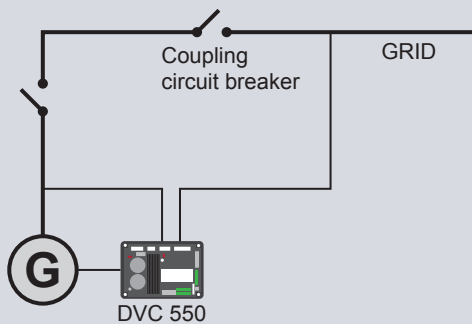 Coupling
circuit breaker
GRID
G
DVC 550